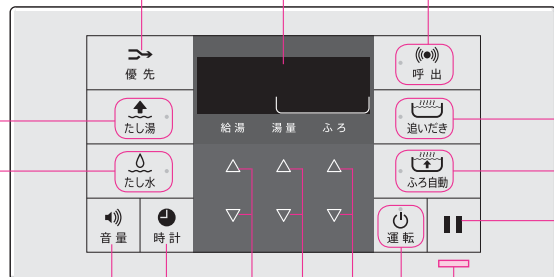 優先
呼出
たし湯
給湯 湯量 ふろ
追いだき
たし水
ふろ自動
音量
時計
運転